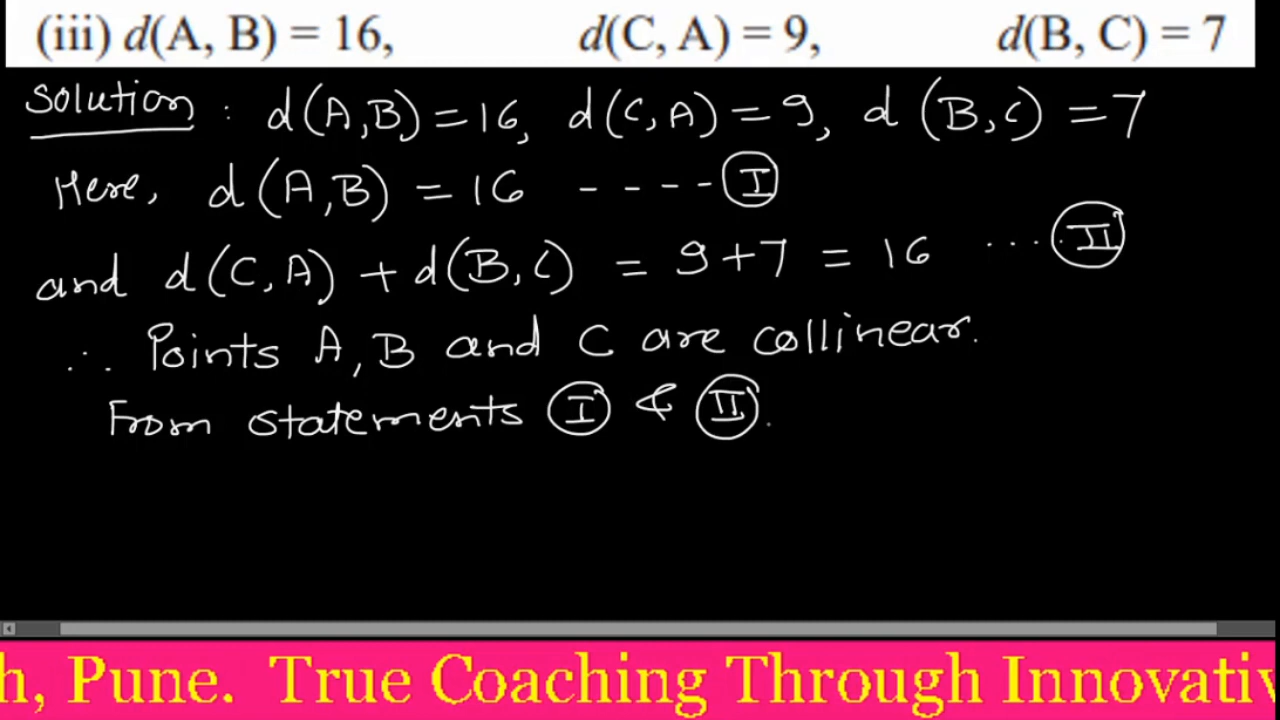 (iii) d(A, B) = 16, d(C, A) = 9, d(B, C) = 7
Solution : d(A,B) = 16, d(C, A) = 9, d (B, C) = 7
Here, d(A,B) = 16 ---- I
and d(C, A) + d(B, C) = 9+7 = 16 .... II
∴ Points A, B and C are collinear.
From statements I & II.
h, Pune. True Coaching Through Innovativ